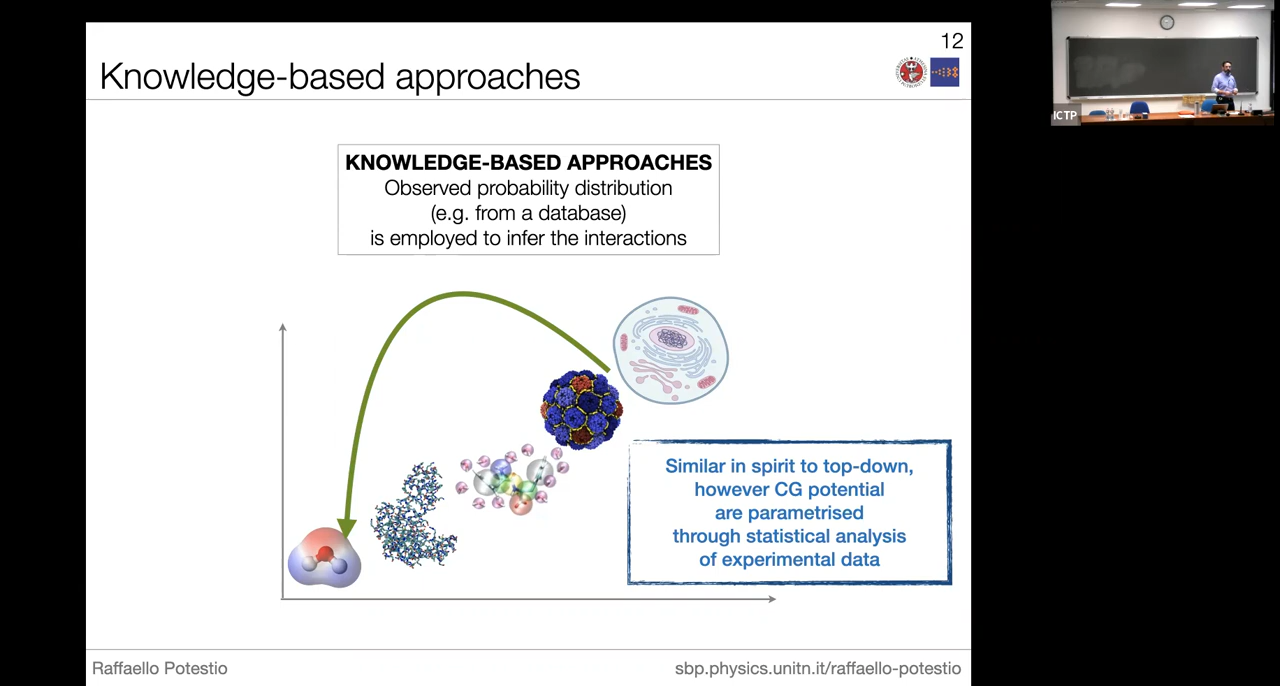 12
Knowledge-based approaches
KNOWLEDGE-BASED APPROACHES
Observed probability distribution
(e.g. from a database)
is employed to infer the interactions
Similar in spirit to top-down,
however CG potential
are parametrised
through statistical analysis
of experimental data
Raffaello Potestio
sbp.physics.unitn.it/raffaello-potestio
ICTP